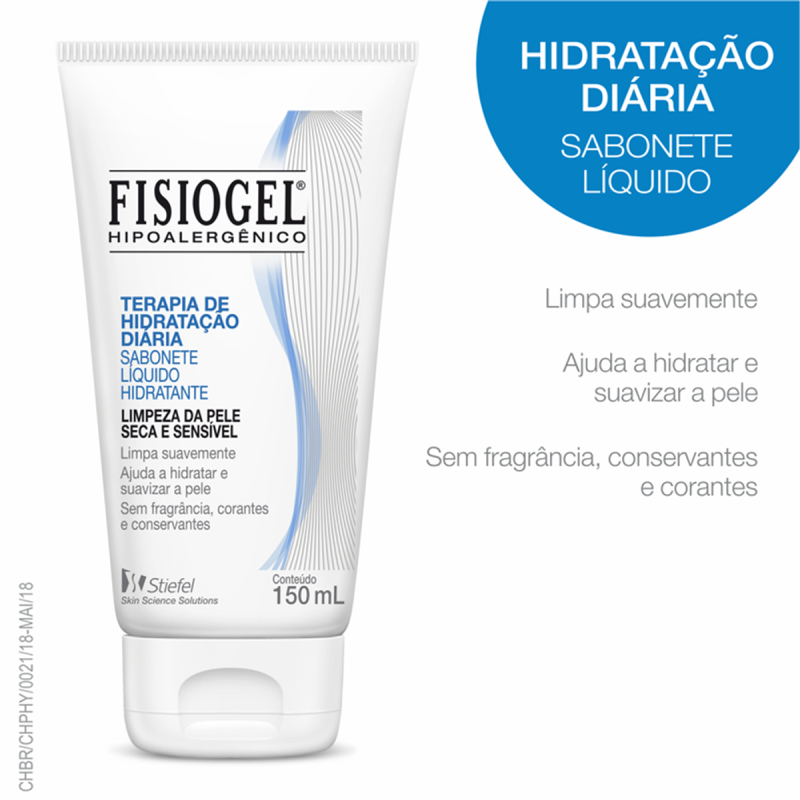 FISIOGEL®
HIPOALERGÊNICO
TERAPIA DE
HIDRATAÇÃO
DIÁRIA
SABONETE
LÍQUIDO
HIDRATANTE
LIMPEZA DA PELE
SECA E SENSÍVEL
Limpa suavemente
Ajuda a hidratar e
suavizar a pele
Sem fragrância, corantes
e conservantes
Stiefel
Skin Science Solutions
Conteúdo
150 mL
HIDRATAÇÃO
DIÁRIA
SABONETE
LÍQUIDO
Limpa suavemente
Ajuda a hidratar e
suavizar a pele
Sem fragrância, conservantes
e corantes
CHBR/CHPHY/0021/18-MAI/18